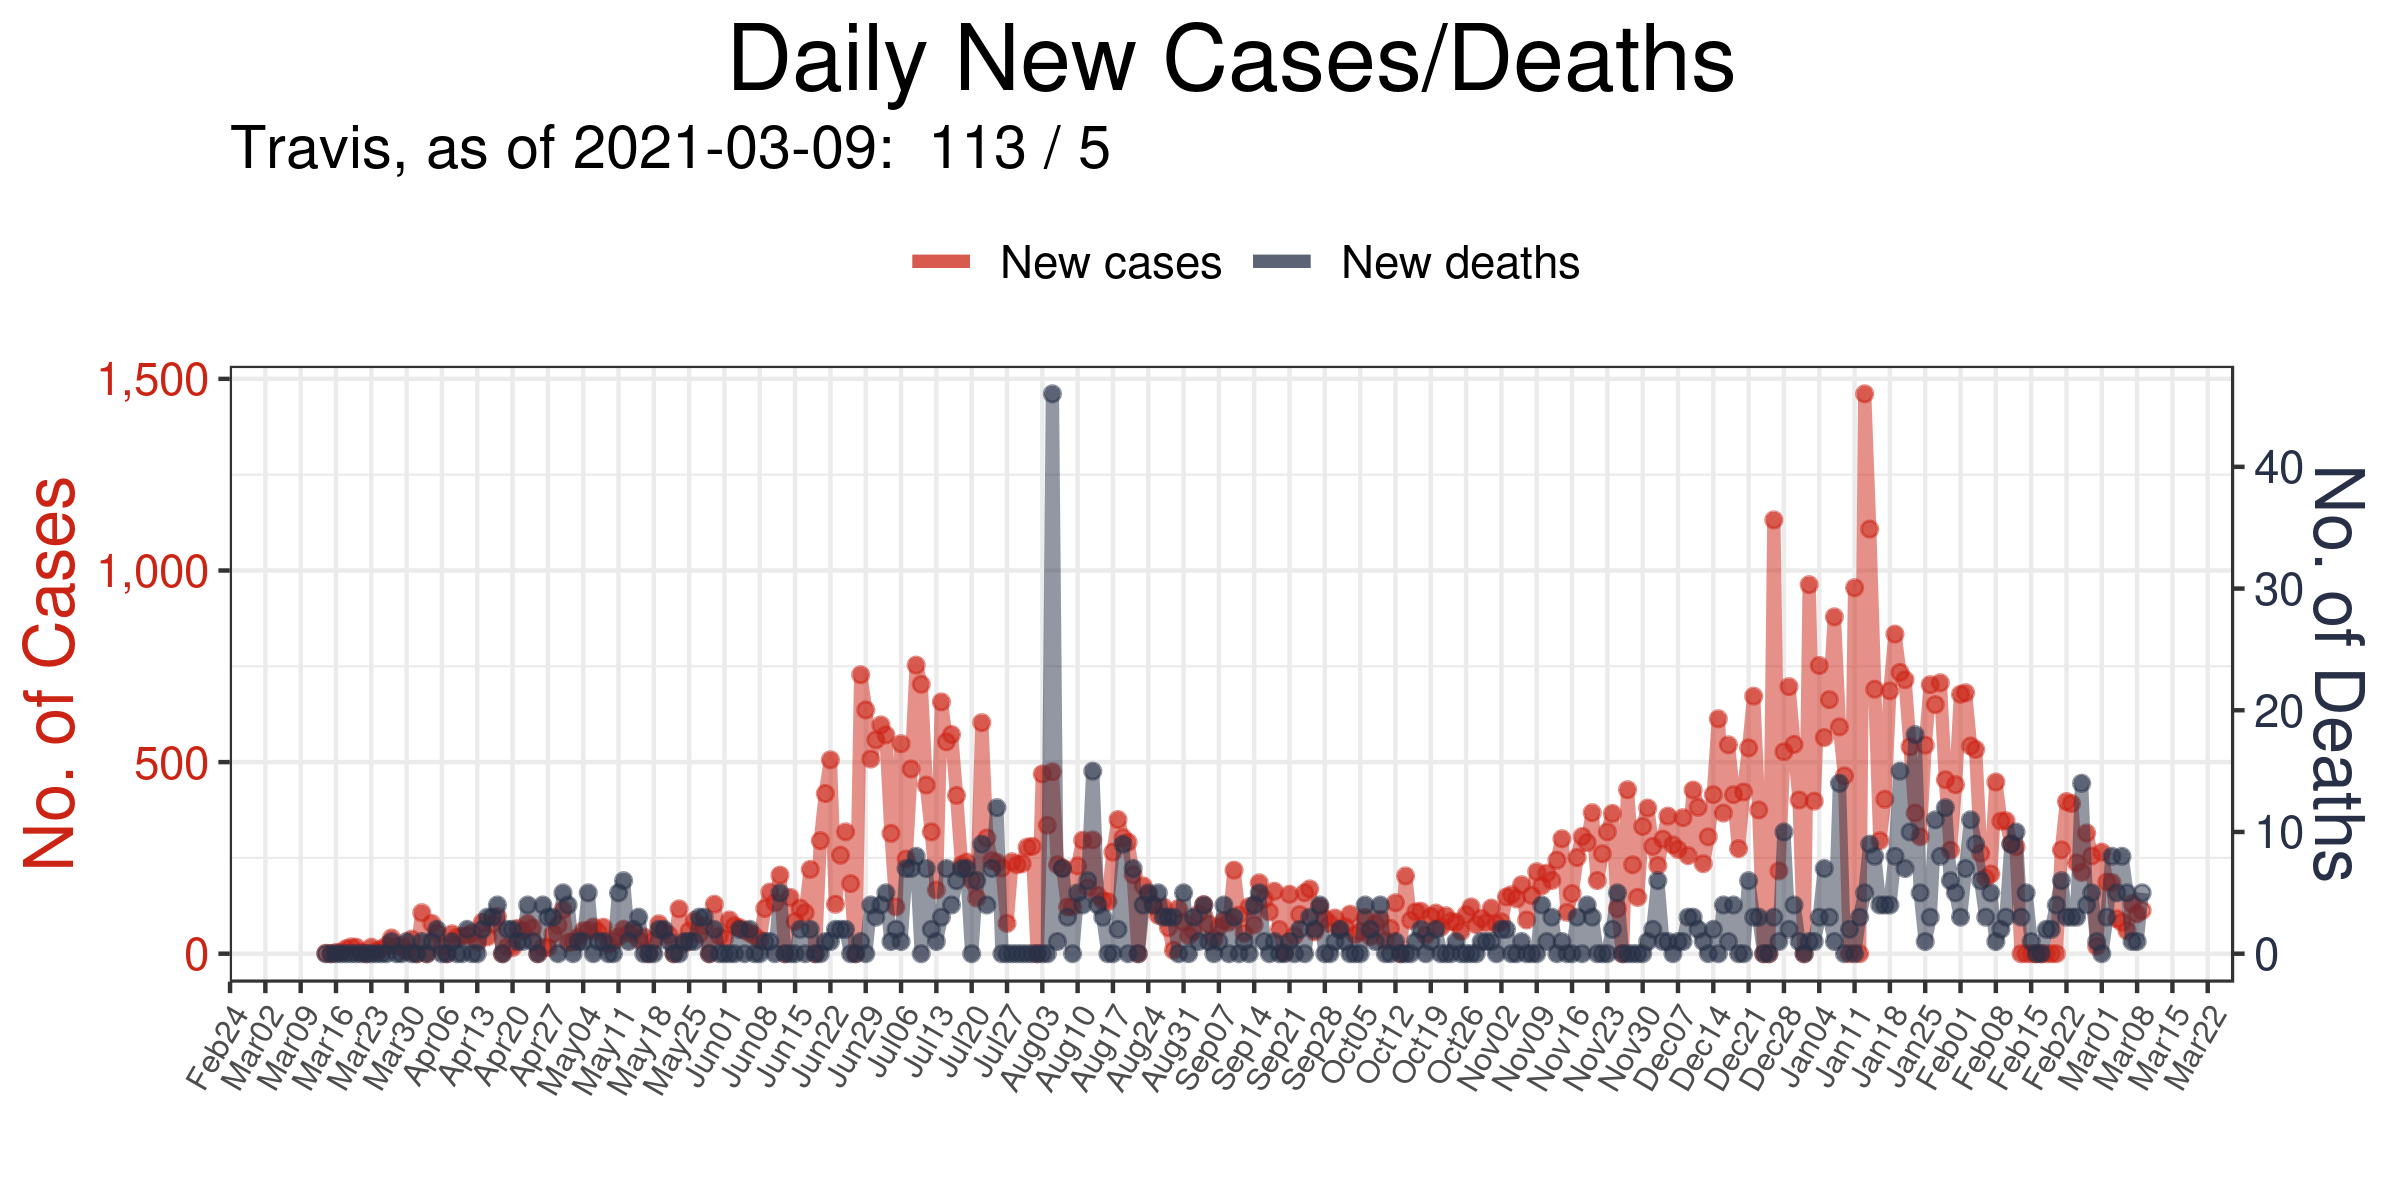 Daily New Cases/Deaths
Travis, as of 2021-03-09:  113 / 5
New cases
New deaths
No. of Cases
1,500
1,000
500
0
40
30
20
10
0
No. of Deaths
Feb24
Mar02
Mar09
Mar16
Mar23
Mar30
Apr06
Apr13
Apr20
Apr27
May04
May11
May18
May25
Jun01
Jun08
Jun15
Jun22
Jun29
Jul06
Jul13
Jul20
Jul27
Aug03
Aug10
Aug17
Aug24
Aug31
Sep07
Sep14
Sep21
Sep28
Oct05
Oct12
Oct19
Oct26
Nov02
Nov09
Nov16
Nov23
Nov30
Dec07
Dec14
Dec21
Dec28
Jan04
Jan11
Jan18
Jan25
Feb01
Feb08
Feb15
Feb22
Mar01
Mar08
Mar15
Mar22